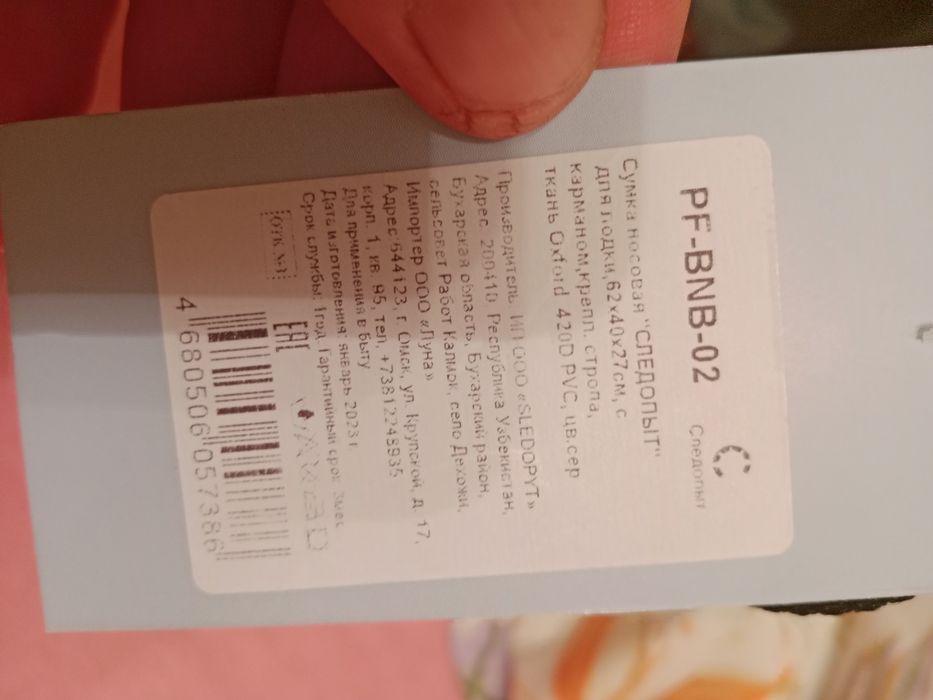 PF-BNB-02
Следопыт
Сумка носовая "СЛЕДОПЫТ"
для лодки,62х40х27см, с
карманом,крепл. стропа,
ткань Oxford 420D PVC, цв.сер
Производитель ИП ООО «SLEDOPYT»
Адрес. 200410 Республика Узбекистан,
Бухарская область, Бухарский район,
сельсовет Работ Калмок, село Дехожи,
Импортер ООО «Луна»
Адрес:644123, г. Омск, ул. Крупской, д. 17,
корп. 1, кв. 95, тел. +73812248935
Для применения в быту
Дата изготовления: январь 2023 г.
Срок службы: 1год, Гарантийный срок 3мес
EAC
4 680506 057386